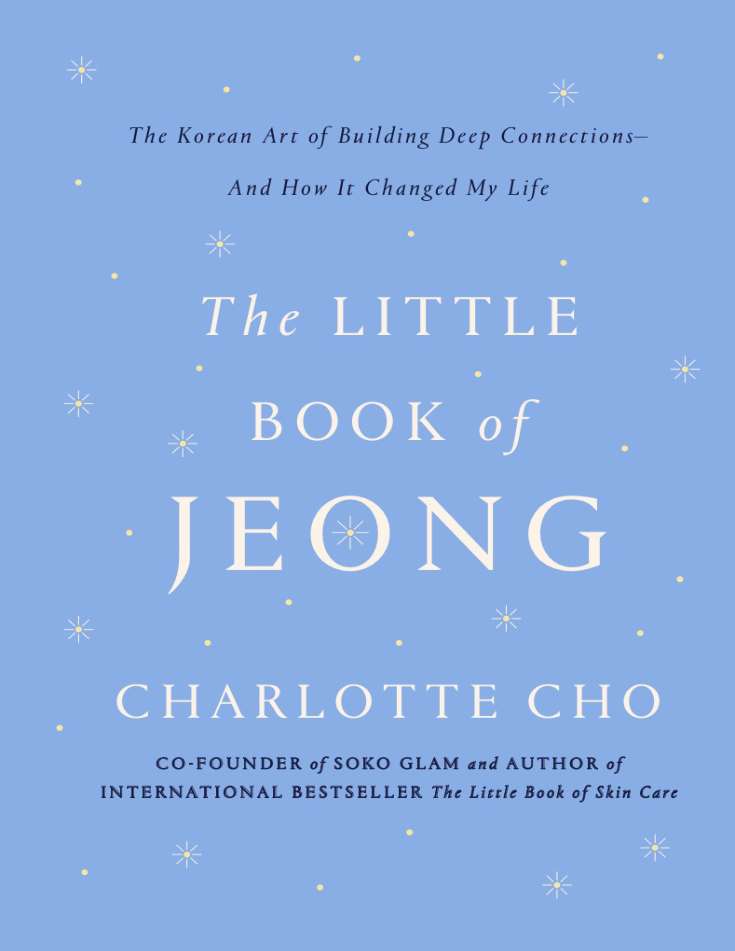 The Korean Art of Building Deep Connections—
And How It Changed My Life
The LITTLE
BOOK of
JEONG
CHARLOTTE CHO
CO-FOUNDER of SOKO GLAM and AUTHOR of
INTERNATIONAL BESTSELLER The Little Book of Skin Care